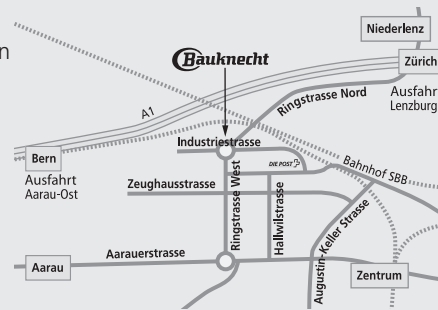 Niederlenz
n
Bauknecht
Zürich
Ringstrasse Nord
Ausfahr
Lenzburg
A1
Industriestrasse
Bern
DIE POST
Bahnhof SBB
Ausfahrt
Aarau-Ost
Zeughausstrasse
Ringstrasse West
Hallwilstrasse
Augustin-Keller Strasse
Aarauerstrasse
Aarau
Zentrum